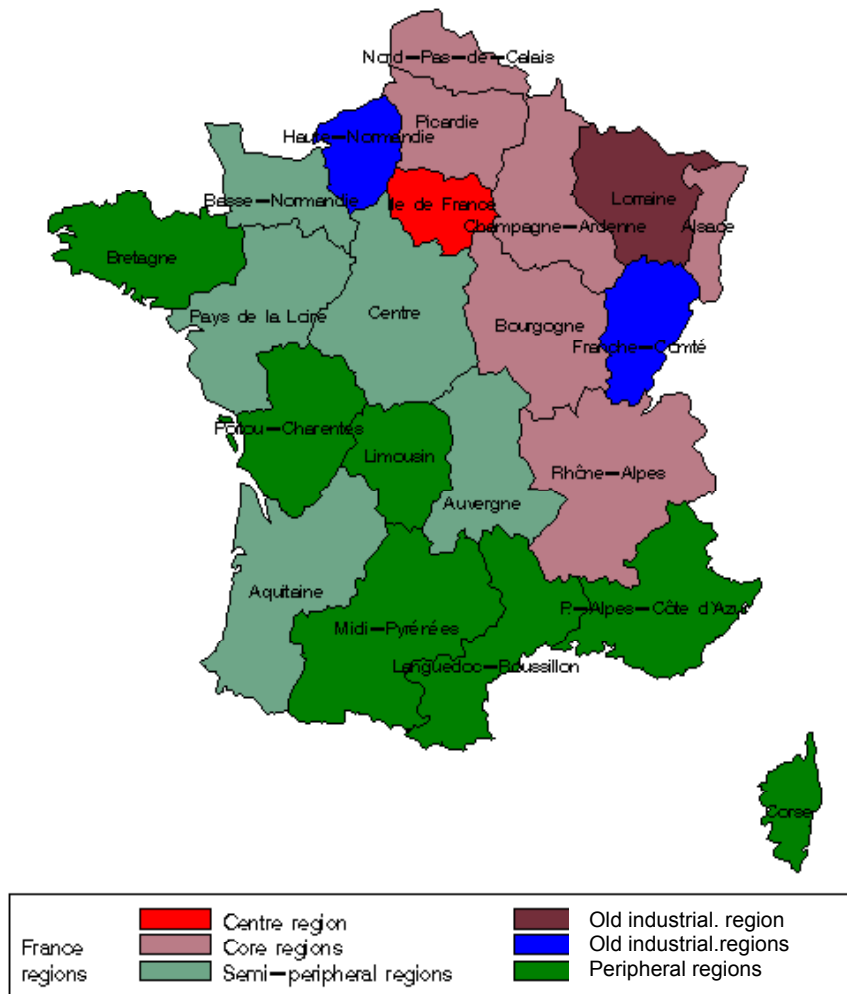 Nord-Pas-de-Calais
Picardie
Haute-Normandie
Basse-Normandie
Ile de France
Lorraine
Champagne-Ardenne
Alsace
Bretagne
Pays de la Loire
Centre
Bourgogne
Franche-Comté
Poitou-Charentes
Limousin
Rhône-Alpes
Auvergne
Aquitaine
P.-Alpes-Côte d'Azur
Midi-Pyrénées
Languedoc-Roussillon
Corse
France
regions
Centre region
Core regions
Semi-peripheral regions
Old industrial. region
Old industrial.regions
Peripheral regions